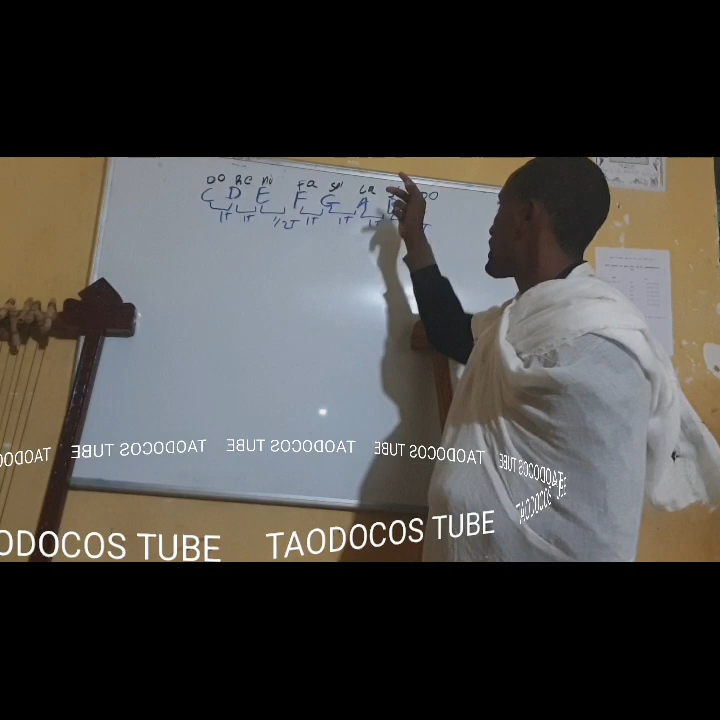 DO RE MI FA Sol LA DO
C D E F G A B
1T 1T 1/2T 1T 1T 1T
TAODOCOS TUBE TAODOCOS TUBE TAODOCOS TUBE TAODOCOS TUBE
TAODOCOS
ODOCOS TUBE TAODOCOS TUBE